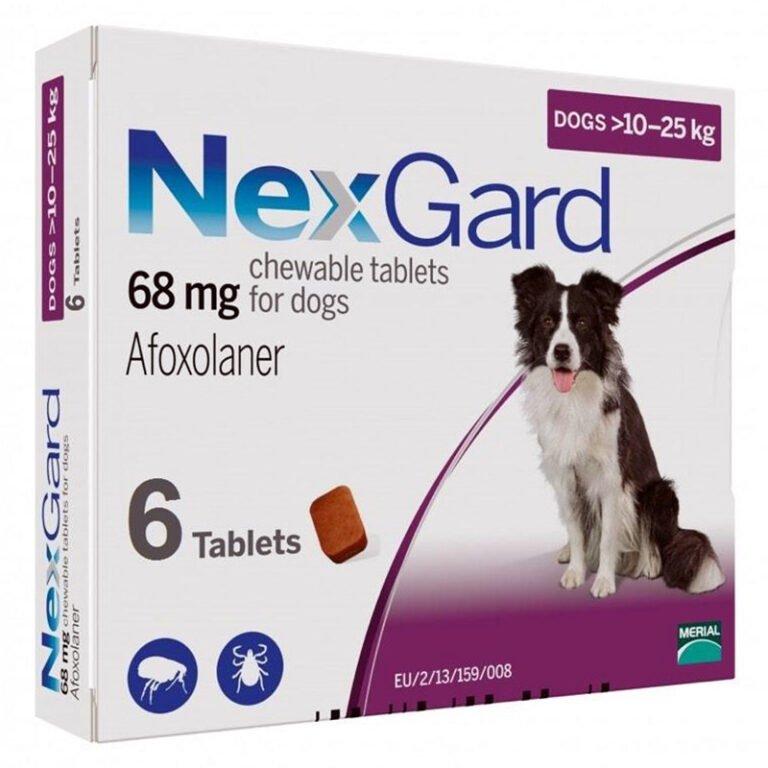 DOGS >10–25 kg
NexGard
68 mg chewable tablets
for dogs
Afoxolaner
6 Tablets
EU/2/13/159/008
MERIAL
DOGS >10–25 kg
6 Tablets
NexGard
68 mg chewable tablets for dogs
Afoxolaner